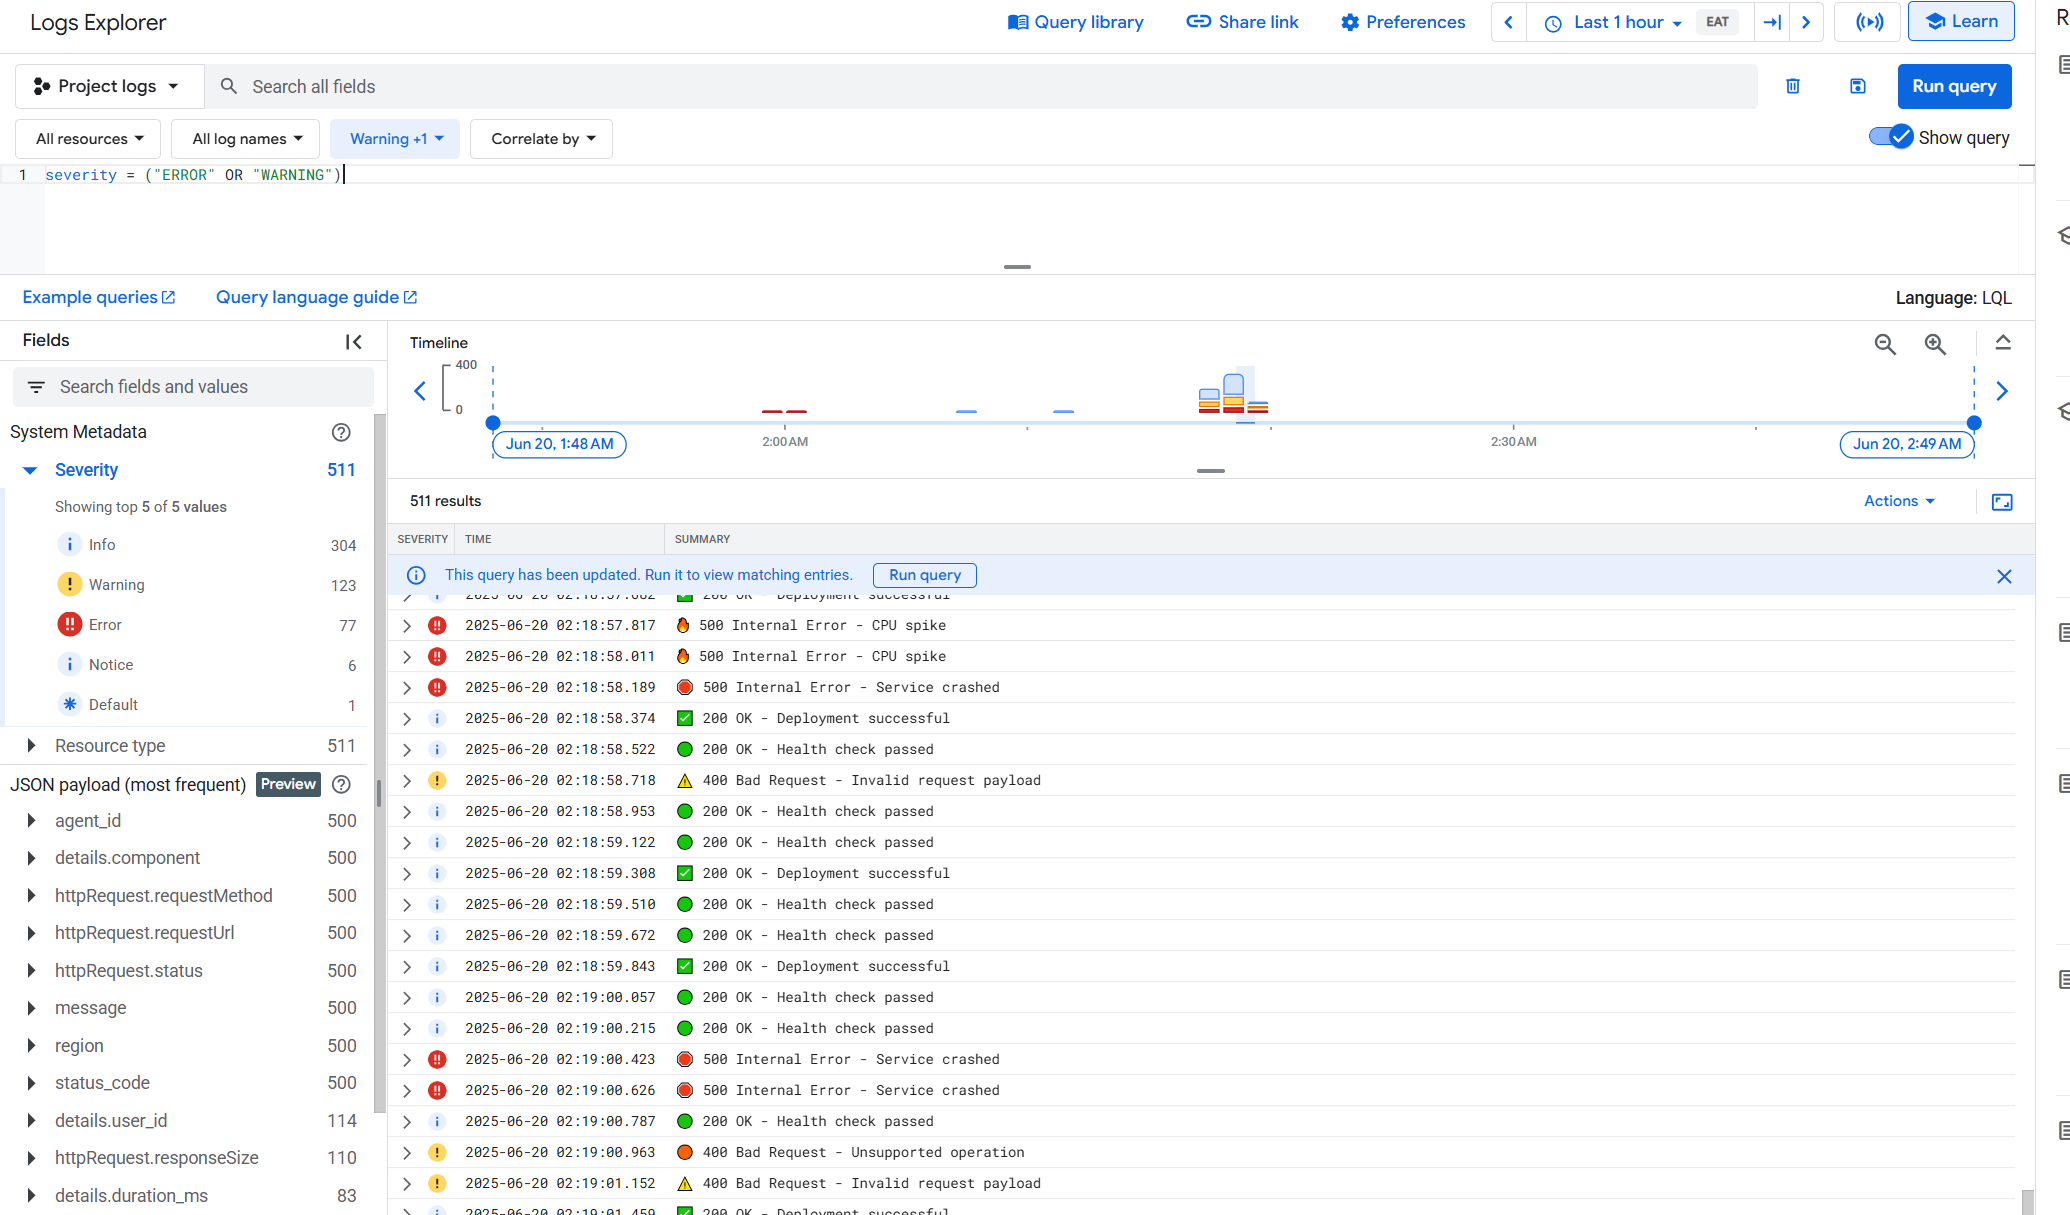 Logs Explorer
Query library
Share link
Preferences
Last 1 hour
EAT
Learn
Project logs
Search all fields
Run query
All resources
All log names
Warning +1
Correlate by
Show query
1 severity = ("ERROR" OR "WARNING")
Example queries
Query language guide
Language: LQL
Fields
Search fields and values
System Metadata
Severity 511
Showing top 5 of 5 values
Info 304
Warning 123
Error 77
Notice 6
Default 1
Resource type 511
JSON payload (most frequent) Preview
agent_id 500
details.component 500
httpRequest.requestMethod 500
httpRequest.requestUrl 500
httpRequest.status 500
message 500
region 500
status_code 500
details.user_id 114
httpRequest.responseSize 110
details.duration_ms 83
Timeline
400
0
Jun 20, 1:48 AM
2:00 AM
2:30 AM
Jun 20, 2:49 AM
511 results
Actions
SEVERITY TIME SUMMARY
This query has been updated. Run it to view matching entries. Run query
200 OK - Deployment successful
2025-06-20 02:18:57.817 500 Internal Error - CPU spike
2025-06-20 02:18:58.011 500 Internal Error - CPU spike
2025-06-20 02:18:58.189 500 Internal Error - Service crashed
2025-06-20 02:18:58.374 200 OK - Deployment successful
2025-06-20 02:18:58.522 200 OK - Health check passed
2025-06-20 02:18:58.718 400 Bad Request - Invalid request payload
2025-06-20 02:18:58.953 200 OK - Health check passed
2025-06-20 02:18:59.122 200 OK - Health check passed
2025-06-20 02:18:59.308 200 OK - Deployment successful
2025-06-20 02:18:59.510 200 OK - Health check passed
2025-06-20 02:18:59.672 200 OK - Health check passed
2025-06-20 02:18:59.843 200 OK - Deployment successful
2025-06-20 02:19:00.057 200 OK - Health check passed
2025-06-20 02:19:00.215 200 OK - Health check passed
2025-06-20 02:19:00.423 500 Internal Error - Service crashed
2025-06-20 02:19:00.626 500 Internal Error - Service crashed
2025-06-20 02:19:00.787 200 OK - Health check passed
2025-06-20 02:19:00.963 400 Bad Request - Unsupported operation
2025-06-20 02:19:01.152 400 Bad Request - Invalid request payload
2025-06-20 02:19:01.459 200 OK - Deployment successful